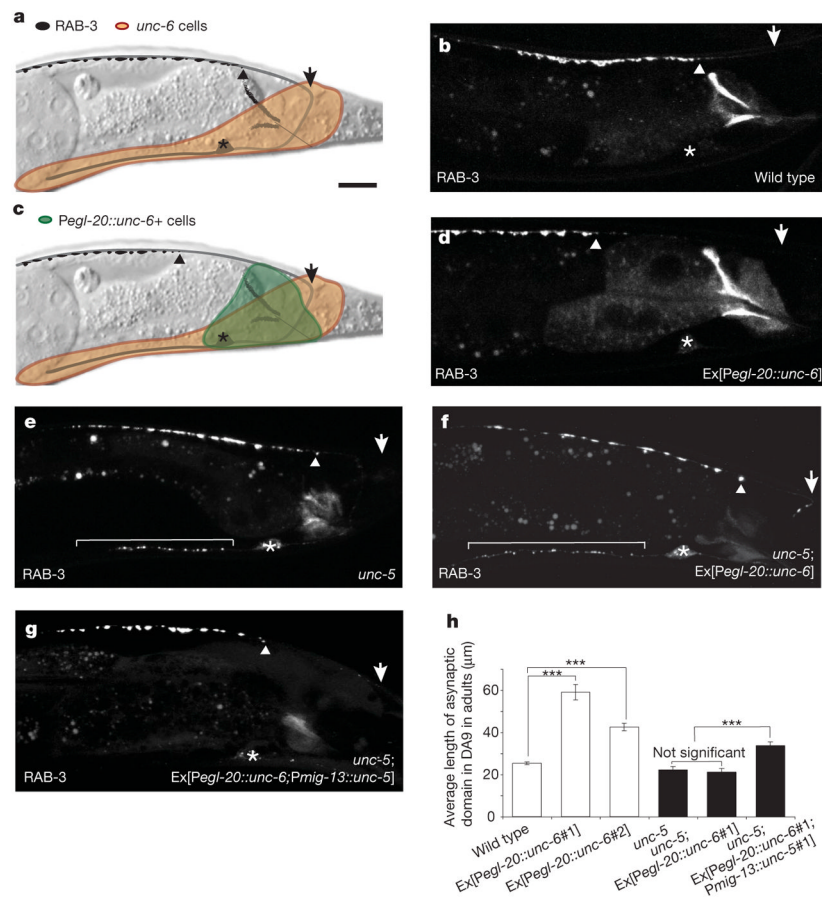 a
RAB-3 unc-6 cells
*
b
RAB-3 Wild type
*
c
Pegl-20::unc-6+ cells
*
d
RAB-3 Ex[Pegl-20::unc-6]
*
e
*
RAB-3 unc-5
f
*
unc-5;
RAB-3 Ex[Pegl-20::unc-6]
g
*
unc-5;
RAB-3 Ex[Pegl-20::unc-6;Pmig-13::unc-5]
h
Average length of asynaptic
domain in DA9 in adults (μm)
60
40
20
0
***
***
***
Not significant
Wild type
Ex[Pegl-20::unc-6#1]
Ex[Pegl-20::unc-6#2]
unc-5
unc-5;
Ex[Pegl-20::unc-6#1]
unc-5;
Ex[Pegl-20::unc-6#1;
Pmig-13::unc-5#1]